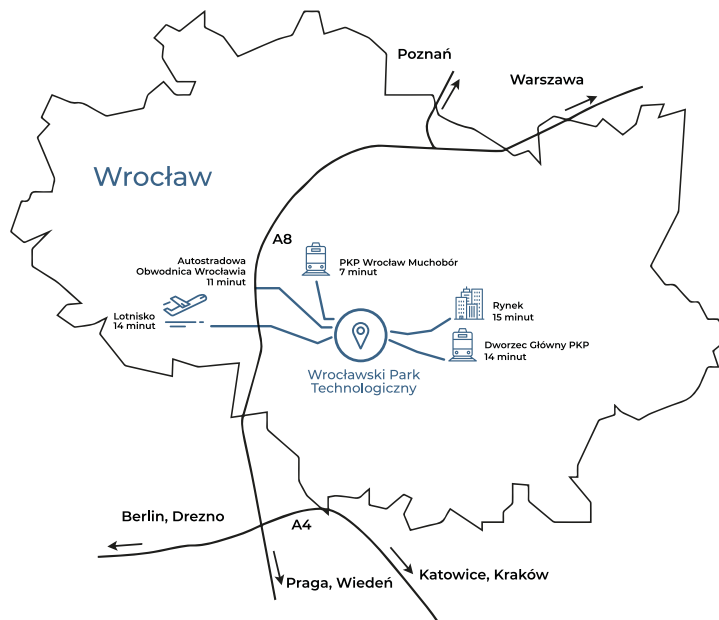 Poznań
Warszawa
Wrocław
A8
Autostradowa
Obwodnica Wrocławia
11 minut
PKP Wrocław Muchobór
7 minut
Lotnisko
14 minut
Rynek
15 minut
Dworzec Główny PKP
14 minut
Wrocławski Park
Technologiczny
Berlin, Drezno
A4
Praga, Wiedeń
Katowice, Kraków